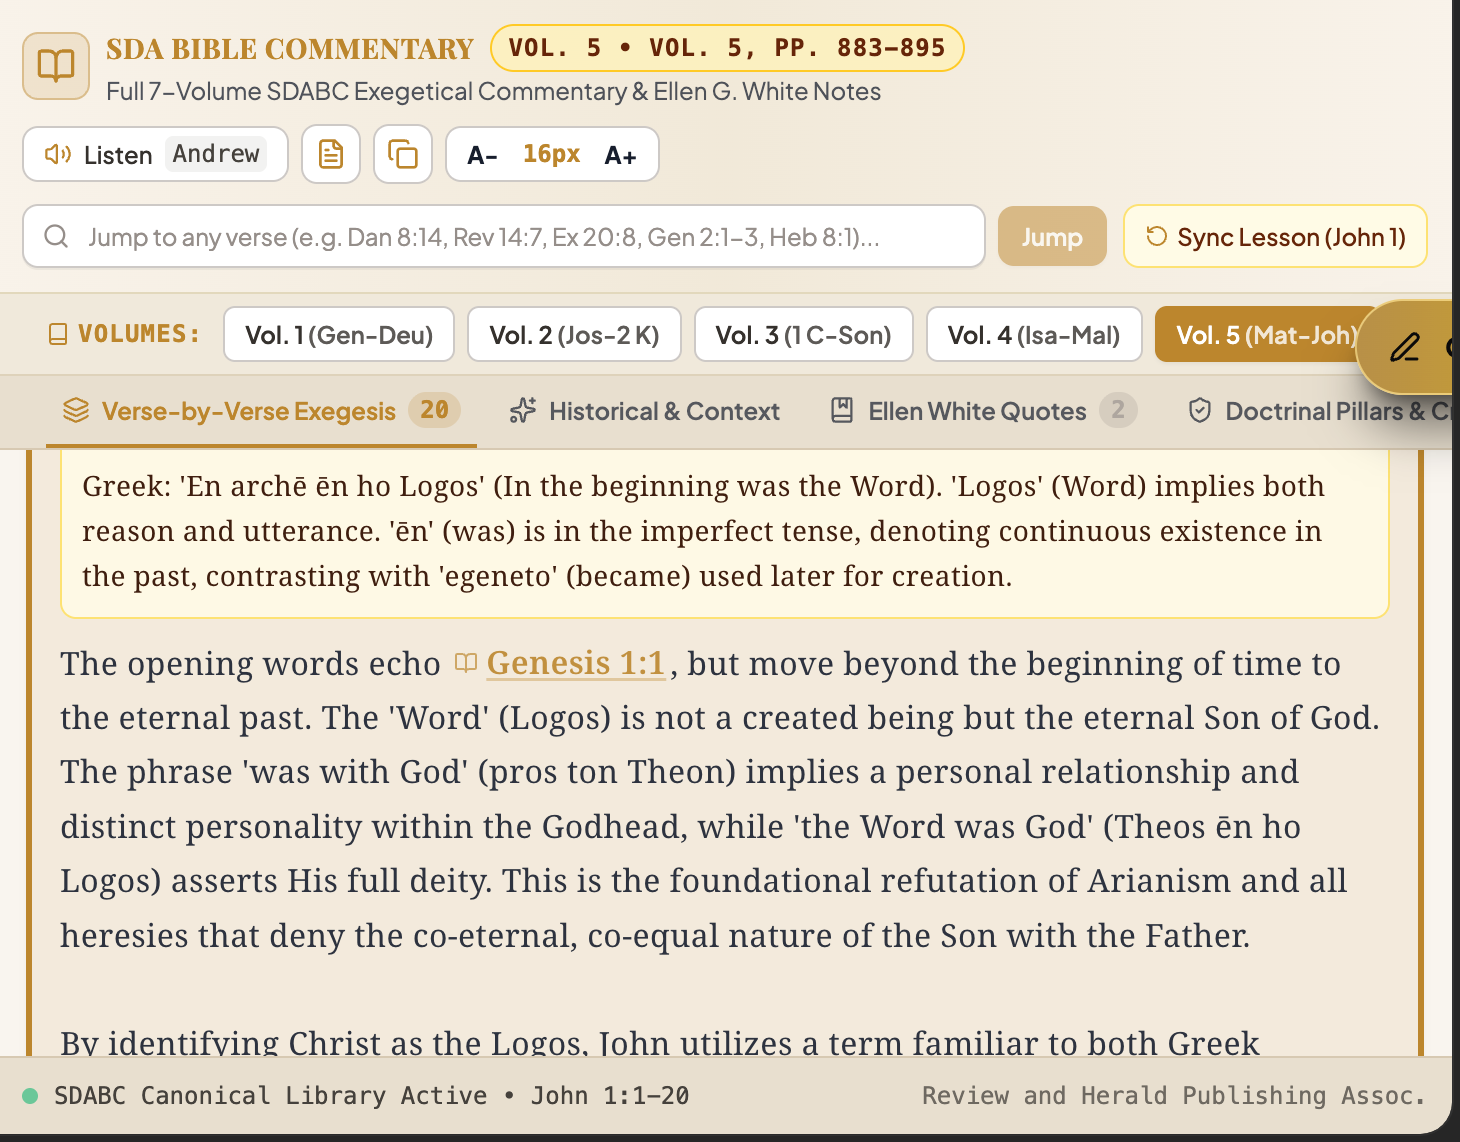 SDA BIBLE COMMENTARY
VOL. 5 • VOL. 5, PP. 883–895
Full 7–Volume SDABC Exegetical Commentary & Ellen G. White Notes
Listen Andrew
A- 16px A+
Jump to any verse (e.g. Dan 8:14, Rev 14:7, Ex 20:8, Gen 2:1–3, Heb 8:1)...
Jump
Sync Lesson (John 1)
VOLUMES:
Vol. 1 (Gen-Deu)
Vol. 2 (Jos-2 K)
Vol. 3 (1 C-Son)
Vol. 4 (Isa-Mal)
Vol. 5 (Mat-Joh)
Verse-by-Verse Exegesis 20
Historical & Context
Ellen White Quotes 2
Doctrinal Pillars &
Greek: 'En archē ēn ho Logos' (In the beginning was the Word). 'Logos' (Word) implies both
reason and utterance. 'ēn' (was) is in the imperfect tense, denoting continuous existence in
the past, contrasting with 'egeneto' (became) used later for creation.
The opening words echo Genesis 1:1, but move beyond the beginning of time to
the eternal past. The 'Word' (Logos) is not a created being but the eternal Son of God.
The phrase 'was with God' (pros ton Theon) implies a personal relationship and
distinct personality within the Godhead, while 'the Word was God' (Theos ēn ho
Logos) asserts His full deity. This is the foundational refutation of Arianism and all
heresies that deny the co-eternal, co-equal nature of the Son with the Father.
By identifying Christ as the Logos, John utilizes a term familiar to both Greek
SDABC Canonical Library Active • John 1:1–20
Review and Herald Publishing Assoc.